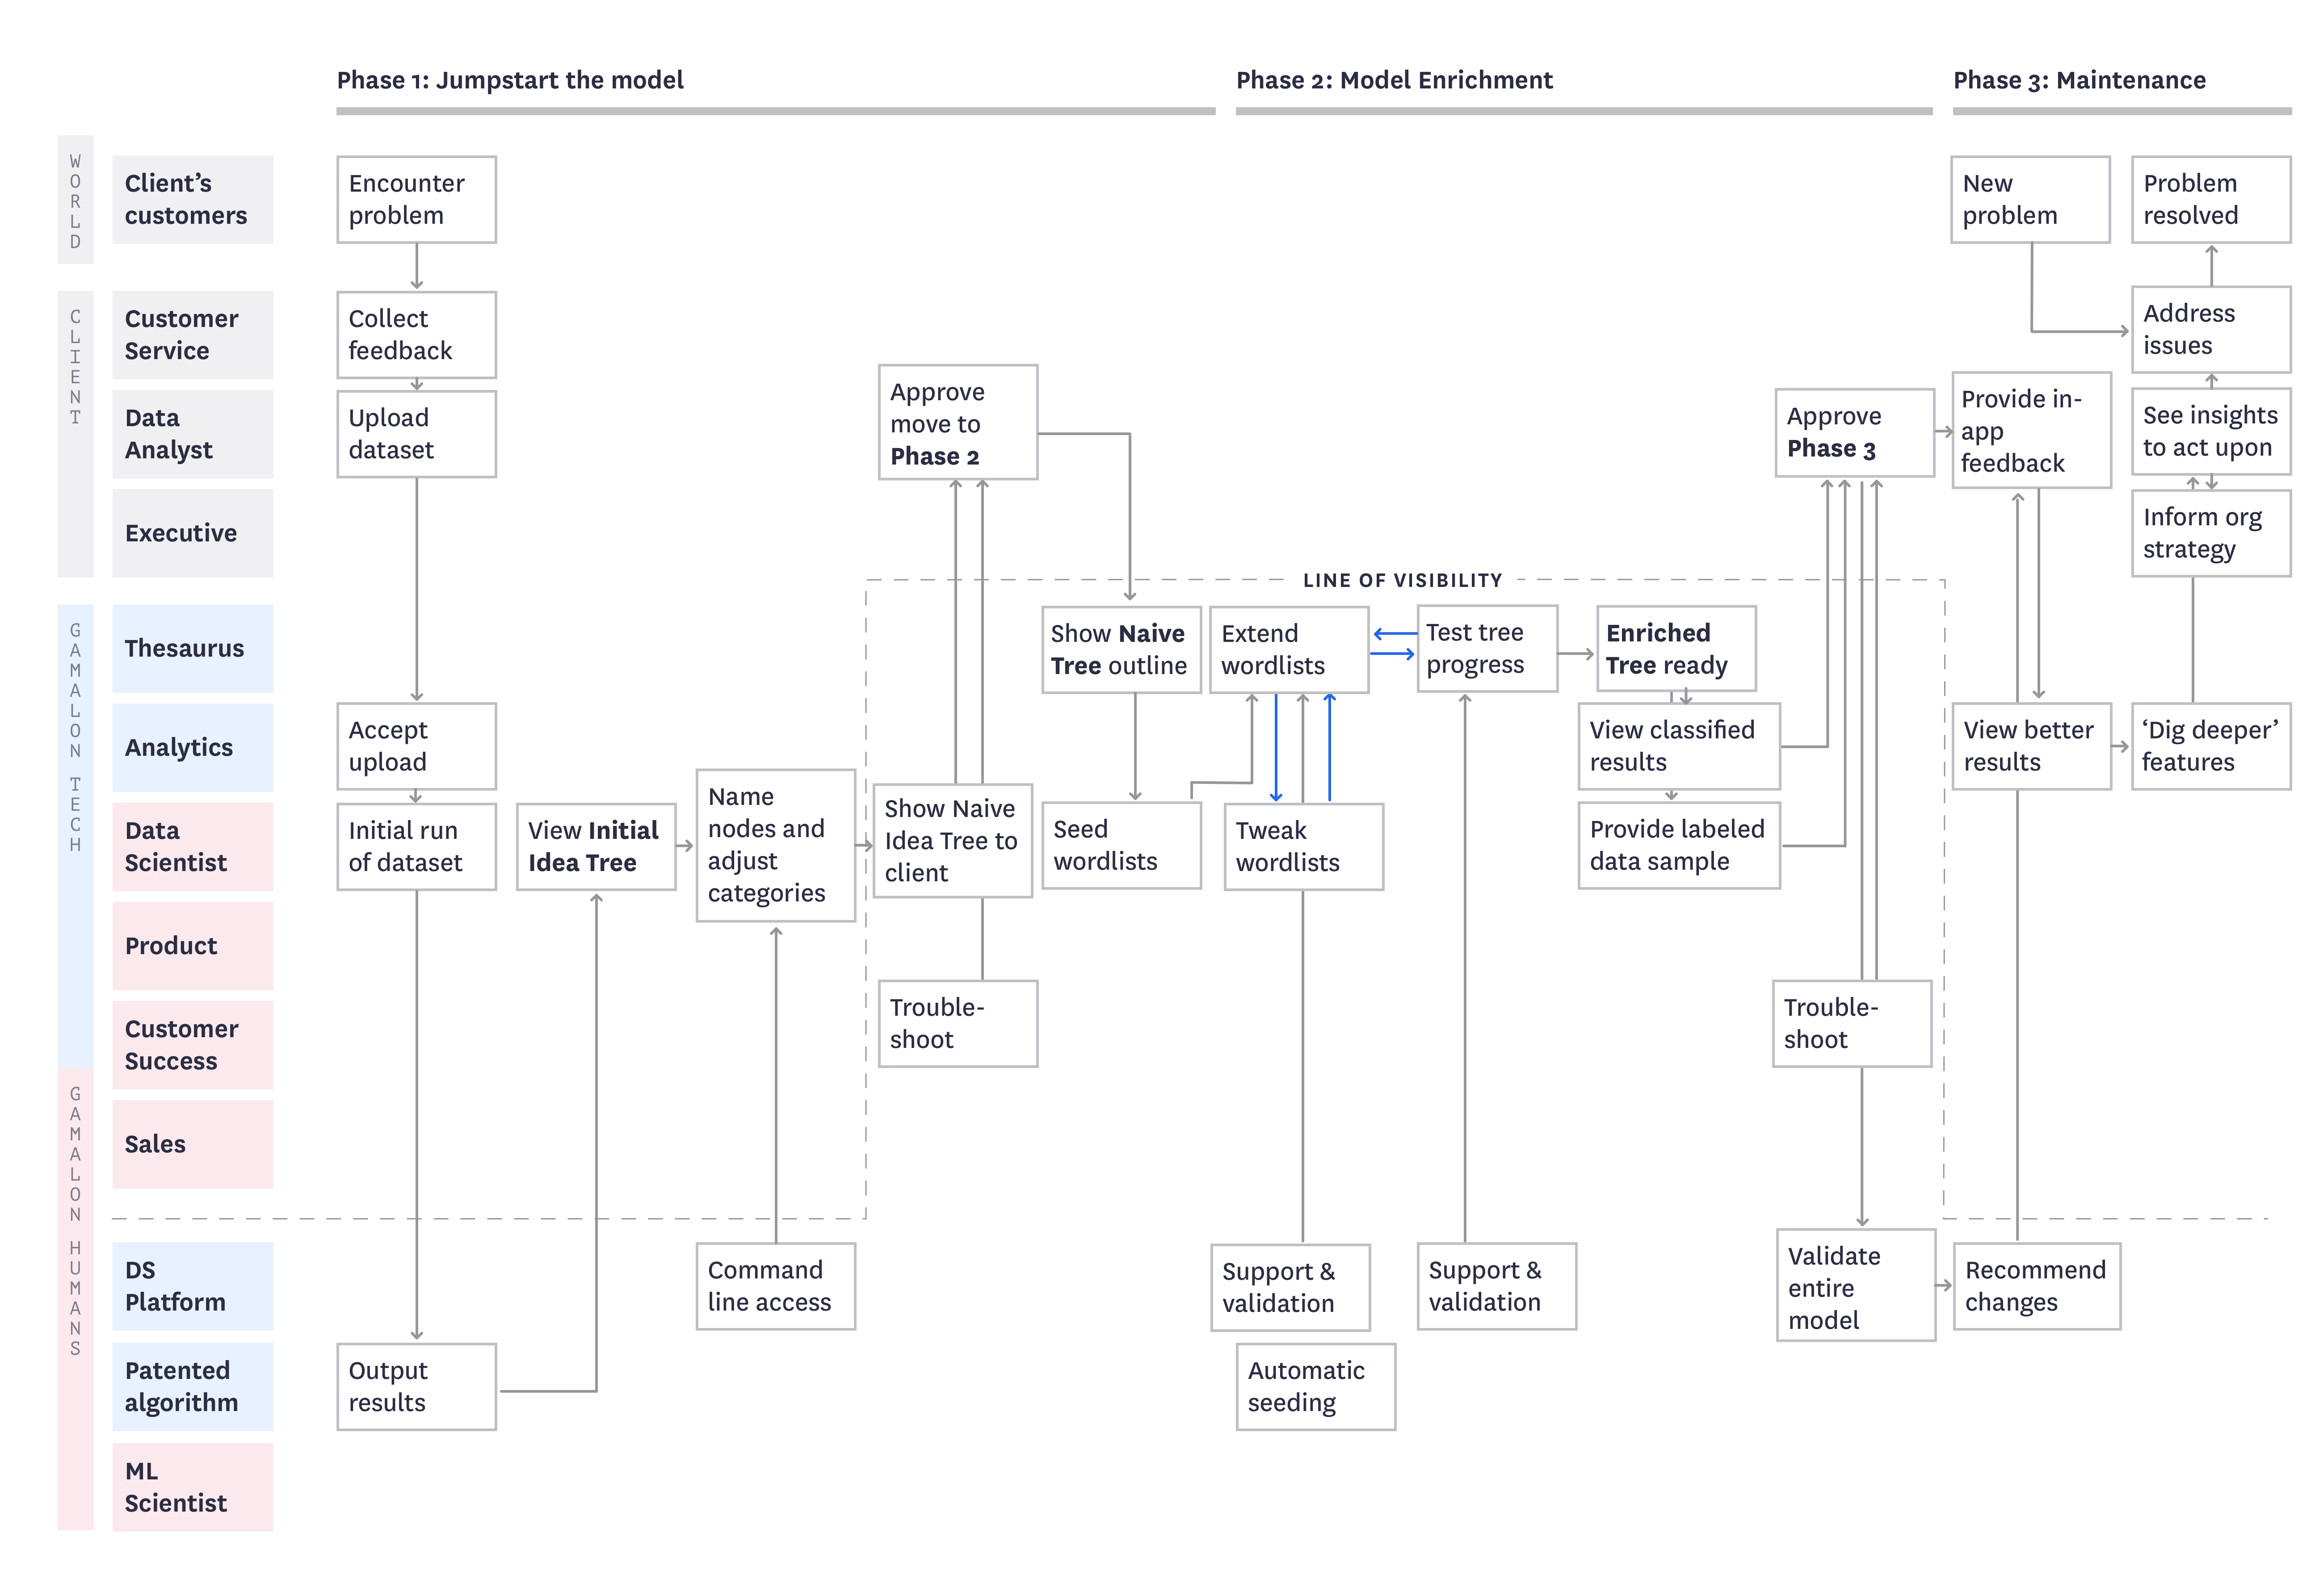 Phase 1: Jumpstart the model
Phase 2: Model Enrichment
Phase 3: Maintenance
WORLD
Client’s
customers
Encounter
problem
New
problem
Problem
resolved
CLIENT
Customer
Service
Collect
feedback
Address
issues
Data
Analyst
Upload
dataset
Approve
move to
Phase 2
Approve
Phase 3
Provide in-
app
feedback
See insights
to act upon
Executive
Inform org
strategy
LINE OF VISIBILITY
GAMALON TECH
Thesaurus
Show Naive
Tree outline
Extend
wordlists
Test tree
progress
Enriched
Tree ready
Analytics
Accept
upload
View classified
results
View better
results
‘Dig deeper’
features
Data
Scientist
Initial run
of dataset
View Initial
Idea Tree
Name
nodes and
adjust
categories
Show Naive
Idea Tree to
client
Seed
wordlists
Tweak
wordlists
Provide labeled
data sample
Product
Customer
Success
Trouble-
shoot
Trouble-
shoot
GAMALON HUMANS
Sales
DS
Platform
Command
line access
Support &
validation
Support &
validation
Validate
entire
model
Recommend
changes
Patented
algorithm
Output
results
Automatic
seeding
ML
Scientist